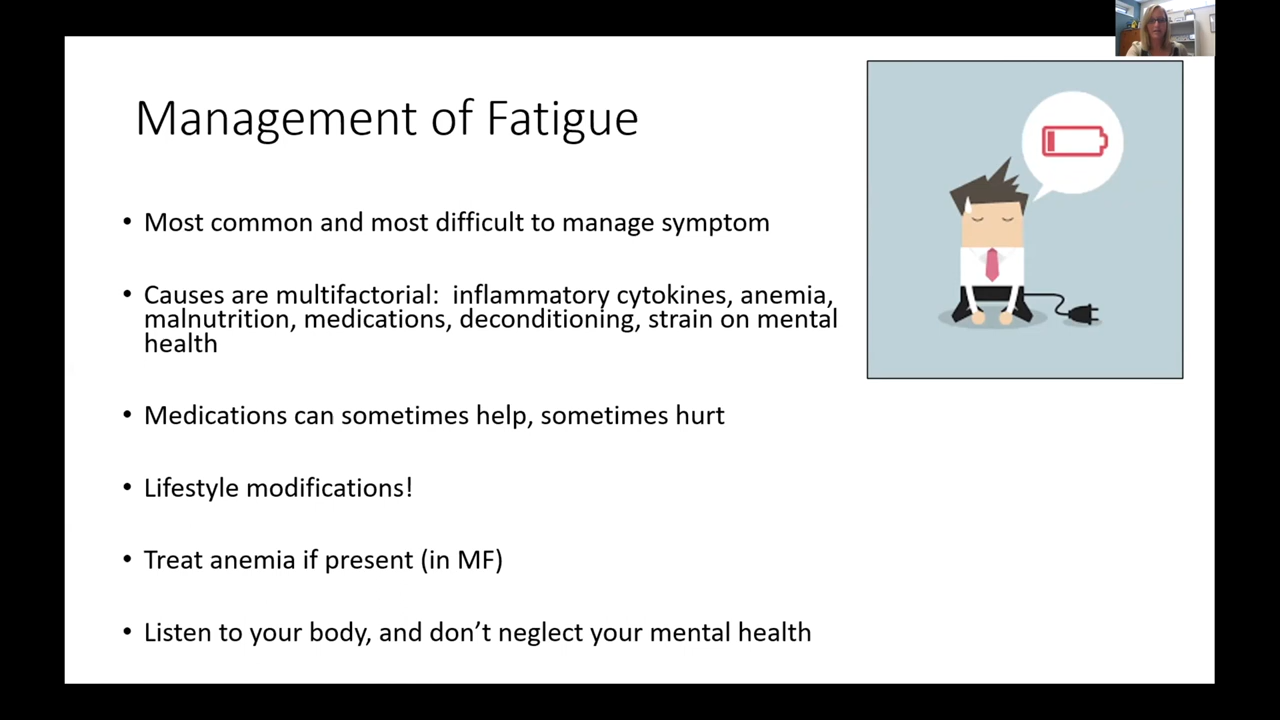 Management of Fatigue
• Most common and most difficult to manage symptom
• Causes are multifactorial:  inflammatory cytokines, anemia,
malnutrition, medications, deconditioning, strain on mental
health
• Medications can sometimes help, sometimes hurt
• Lifestyle modifications!
• Treat anemia if present (in MF)
• Listen to your body, and don’t neglect your mental health